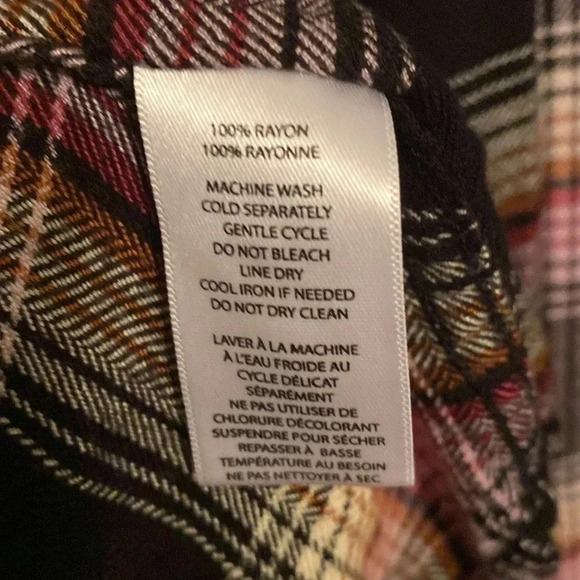 100% RAYON
100% RAYONNE
MACHINE WASH
COLD SEPARATELY
GENTLE CYCLE
DO NOT BLEACH
LINE DRY
COOL IRON IF NEEDED
DO NOT DRY CLEAN
LAVER À LA MACHINE
À L'EAU FROIDE AU
CYCLE DÉLICAT
SÉPARÉMENT
NE PAS UTILISER DE
CHLORURE DÉCOLORANT
SUSPENDRE POUR SÉCHER
REPASSER À BASSE
TEMPÉRATURE AU BESOIN
NE PAS NETTOYER À SEC